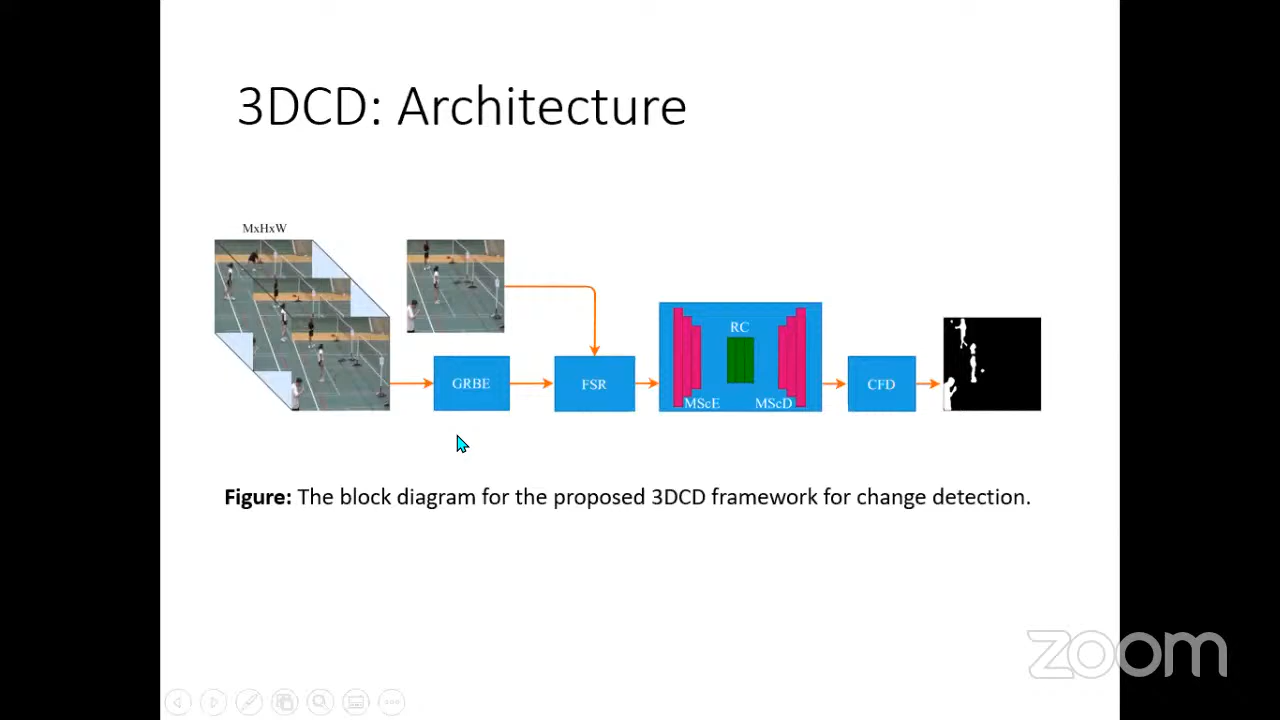 3DCD: Architecture
MxHxW
GRBE
FSR
RC
MScE
MScD
CFD
Figure: The block diagram for the proposed 3DCD framework for change detection.
zoom